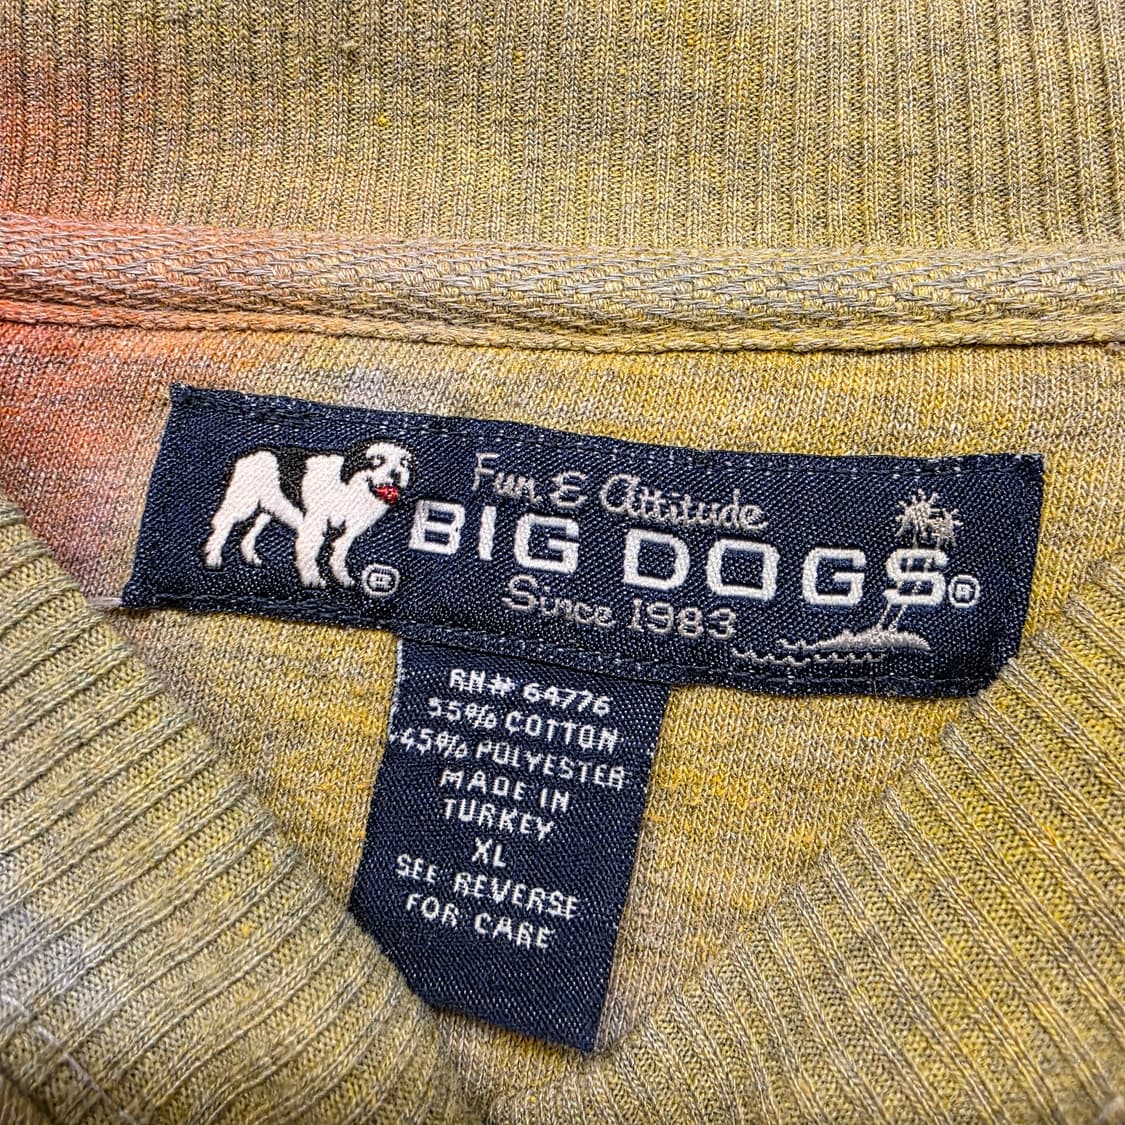 Fun & Attitude
BIG DOGS®
Since 1983
®
RN# 64776
55% COTTON
45% POLYESTER
MADE IN
TURKEY
XL
SEE REVERSE
FOR CARE